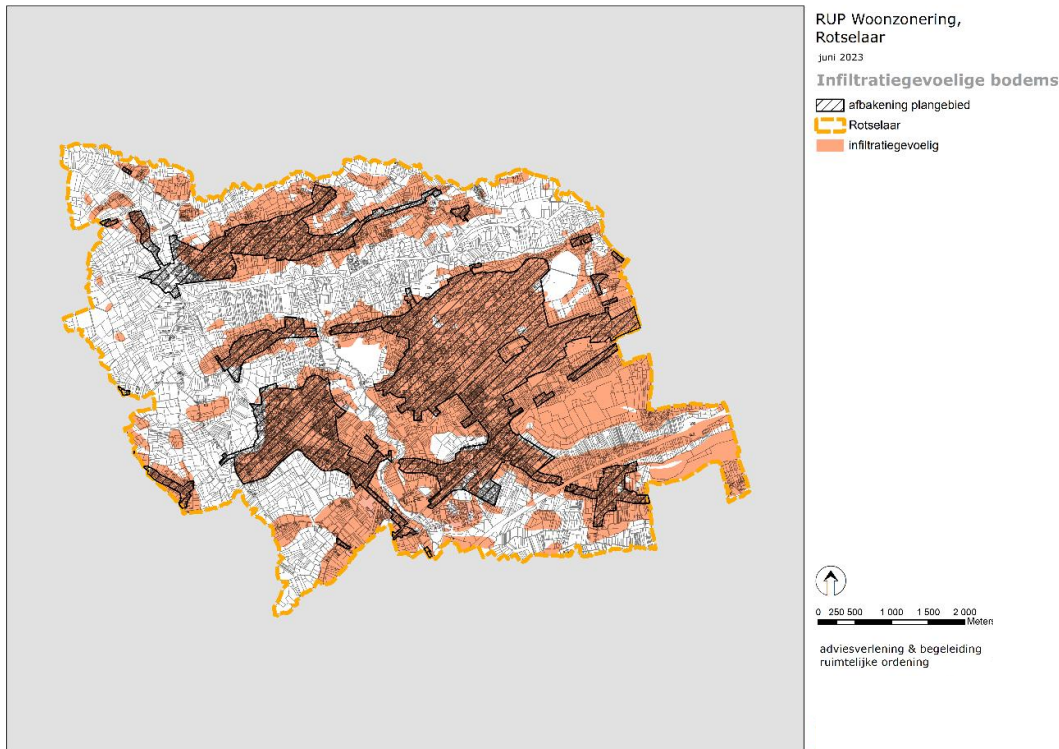 RUP Woonzonering,
Rotselaar
juni 2023
Infiltratiegevoelige bodems
afbakening plangebied
Rotselaar
infiltratiegevoelig
0 250 500 1 000 1 500 2 000
Meters
adviesverlening & begeleiding
ruimtelijke ordening